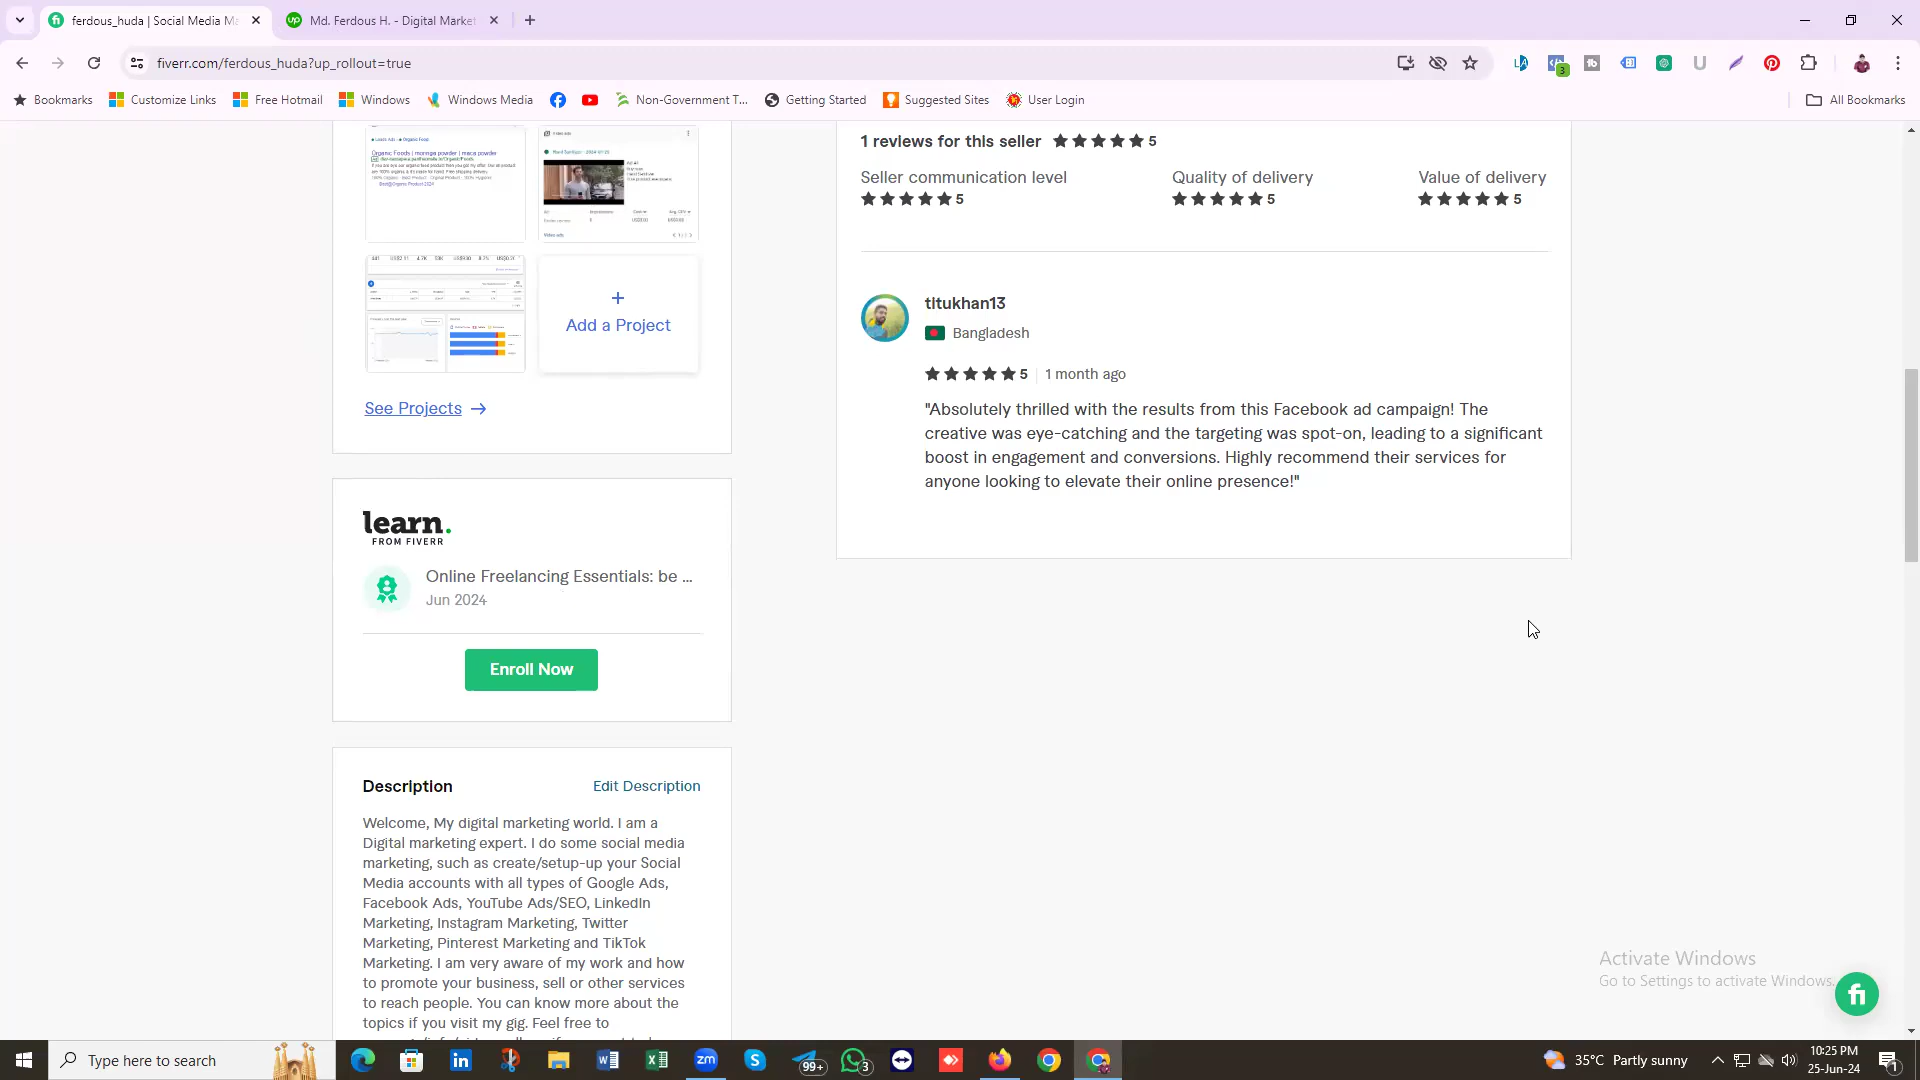 ferdous_huda | Social Media Ma
Md. Ferdous H. - Digital Market
fiverr.com/ferdous_huda?up_rollout=true
3
Bookmarks
Customize Links
Free Hotmail
Windows
Windows Media
Non-Government T...
Getting Started
Suggested Sites
User Login
All Bookmarks
Organic Foods | moringa powder | maca powder
1 reviews for this seller 5
Seller communication level
5
Quality of delivery
5
Value of delivery
5
+
Add a Project
See Projects
titukhan13
Bangladesh
5 | 1 month ago
"Absolutely thrilled with the results from this Facebook ad campaign! The
creative was eye-catching and the targeting was spot-on, leading to a significant
boost in engagement and conversions. Highly recommend their services for
anyone looking to elevate their online presence!"
learn.
FROM FIVERR
Online Freelancing Essentials: be ...
Jun 2024
Enroll Now
Description
Edit Description
Welcome, My digital marketing world. I am a
Digital marketing expert. I do some social media
marketing, such as create/setup-up your Social
Media accounts with all types of Google Ads,
Facebook Ads, YouTube Ads/SEO, LinkedIn
Marketing, Instagram Marketing, Twitter
Marketing, Pinterest Marketing and TikTok
Marketing. I am very aware of my work and how
to promote your business, sell or other services
to reach people. You can know more about the
topics if you visit my gig. Feel free to
Activate Windows
Go to Settings to activate Windows.
fi
Type here to search
zm
99+
3
35°C Partly sunny
10:25 PM
25-Jun-24
1